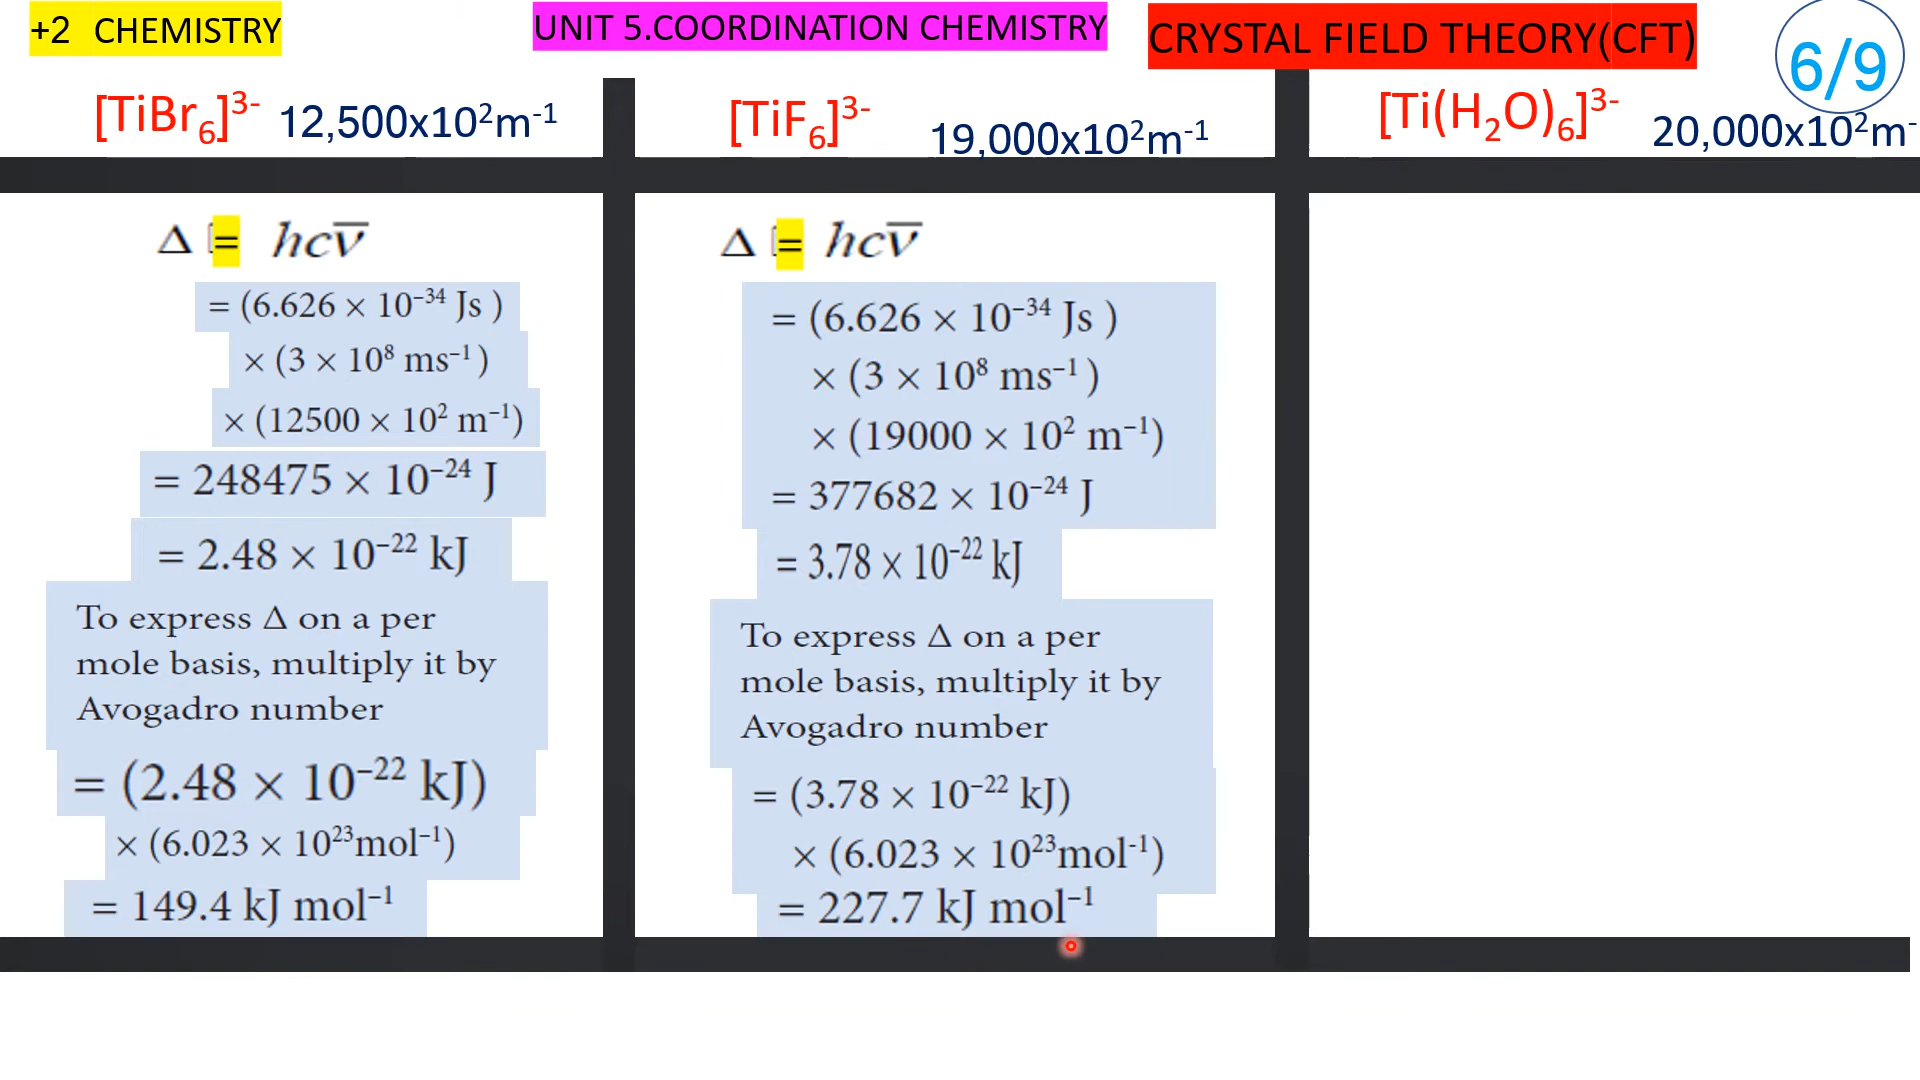 +2 CHEMISTRY
UNIT 5.COORDINATION CHEMISTRY
CRYSTAL FIELD THEORY(CFT)
6/9
[TiBr₆]³⁻ 12,500x10²m⁻¹
[TiF₆]³⁻ 19,000x10²m⁻¹
[Ti(H₂O)₆]³⁻ 20,000x10²m⁻
Δ = hcν̅
= (6.626 × 10⁻³⁴ Js )
× (3 × 10⁸ ms⁻¹ )
× (12500 × 10² m⁻¹)
= 248475 × 10⁻²⁴ J
= 2.48 × 10⁻²² kJ
To express Δ on a per
mole basis, multiply it by
Avogadro number
= (2.48 × 10⁻²² kJ)
× (6.023 × 10²³mol⁻¹)
= 149.4 kJ mol⁻¹
Δ = hcν̅
= (6.626 × 10⁻³⁴ Js )
× (3 × 10⁸ ms⁻¹ )
× (19000 × 10² m⁻¹)
= 377682 × 10⁻²⁴ J
= 3.78 × 10⁻²² kJ
To express Δ on a per
mole basis, multiply it by
Avogadro number
= (3.78 × 10⁻²² kJ)
× (6.023 × 10²³mol⁻¹)
= 227.7 kJ mol⁻¹